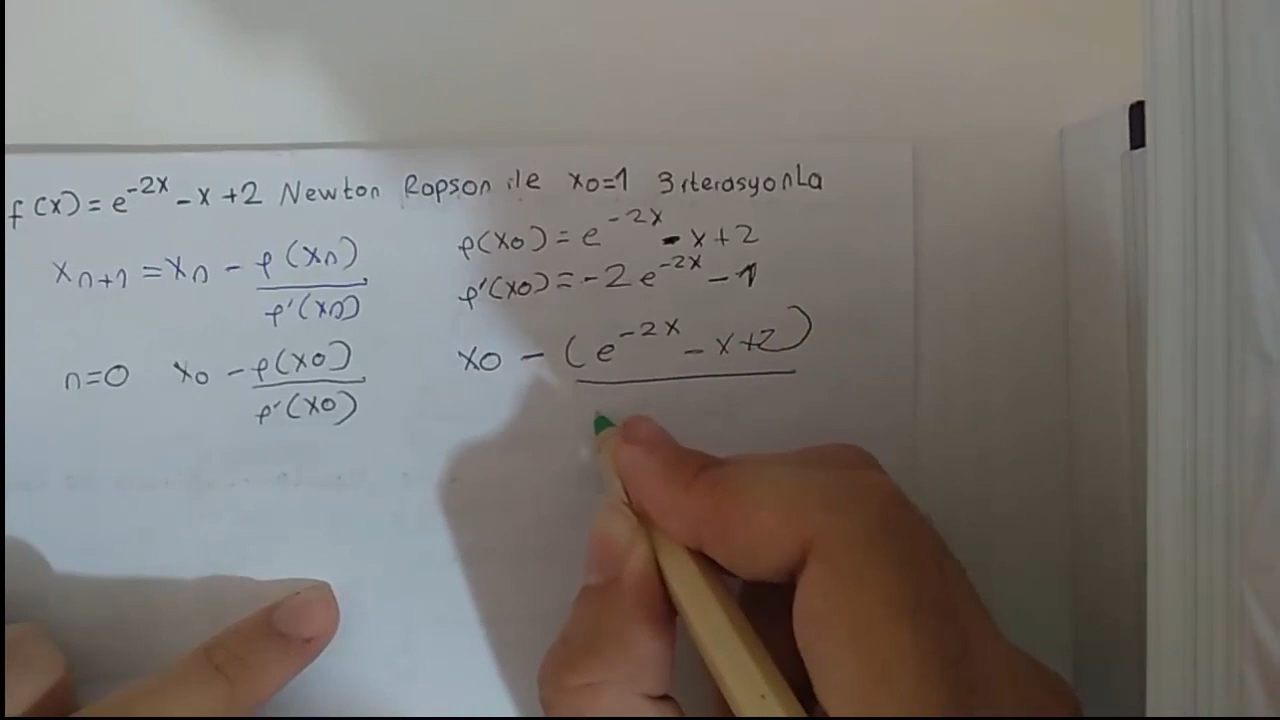 f(x) = e^-2x - x + 2 Newton Rapson ile x0=1 3 iterasyonla
xn+1 = xn - f(xn) / f'(xn)
n=0 x0 - f(x0) / f'(x0)
f(x0) = e^-2x - x + 2
f'(x0) = -2e^-2x - 1
x0 - (e^-2x - x+2)